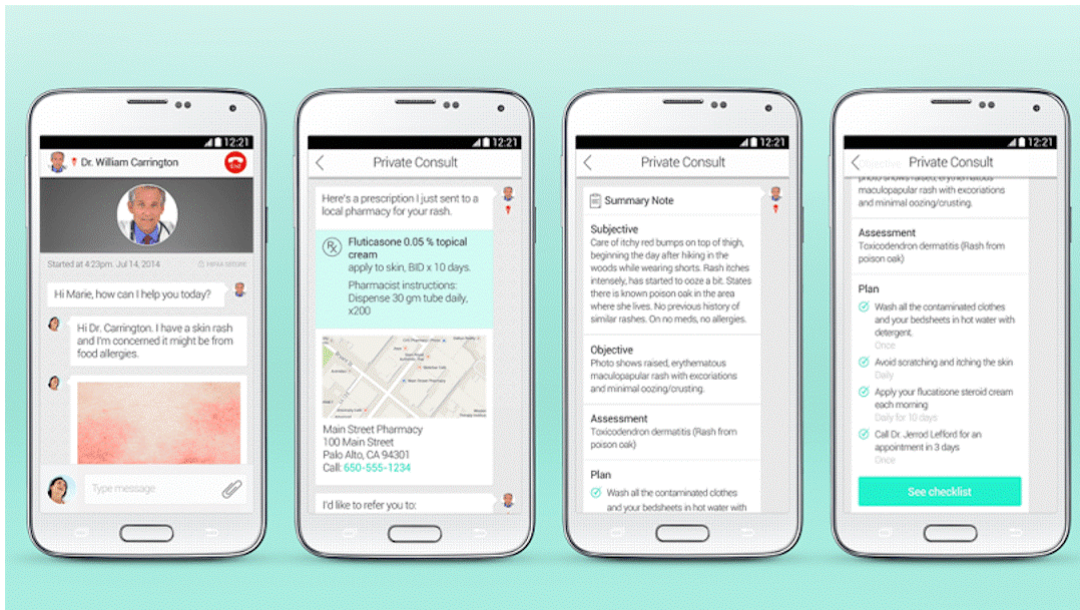 12:21
Dr. William Carrington
END
Started at 4:23pm. Jul 14, 2014
HIPAA SECURE
Hi Marie, how can I help you today?
Hi Dr. Carrington. I have a skin rash
and I'm concerned it might be from
food allergies.
Type message
12:21
Private Consult
Here's a prescription I just sent to a
local pharmacy for your rash.
Rx
Fluticasone 0.05 % topical
cream
apply to skin, BID x 10 days.
Pharmacist instructions:
Dispense 30 gm tube daily,
x200
Main Street Pharmacy
100 Main Street
Palo Alto, CA 94301
Call: 650-555-1234
I'd like to refer you to:
12:21
Private Consult
Summary Note
Subjective
Care of itchy red bumps on top of thigh,
beginning the day after hiking in the
woods while wearing shorts. Rash itches
intensely, has started to ooze a bit. States
there is known poison oak in the area
where she lives. No previous history of
similar rashes. On no meds, no allergies.
Objective
Photo shows raised, erythematous
maculopapular rash with excoriations
and minimal oozing/crusting.
Assessment
Toxicodendron dermatitis (Rash from
poison oak)
Plan
Wash all the contaminated clothes
and your bedsheets in hot water with
12:21
Private Consult
Objective
photo shows raised, erythematous
maculopapular rash with excoriations
and minimal oozing/crusting.
Assessment
Toxicodendron dermatitis (Rash from
poison oak)
Plan
Wash all the contaminated clothes
and your bedsheets in hot water with
detergent.
Once
Avoid scratching and itching the skin
Daily
Apply your flucatisone steroid cream
each morning
Daily for 10 days
Call Dr. Jerrod Lefford for an
appointment in 3 days
Once
See checklist